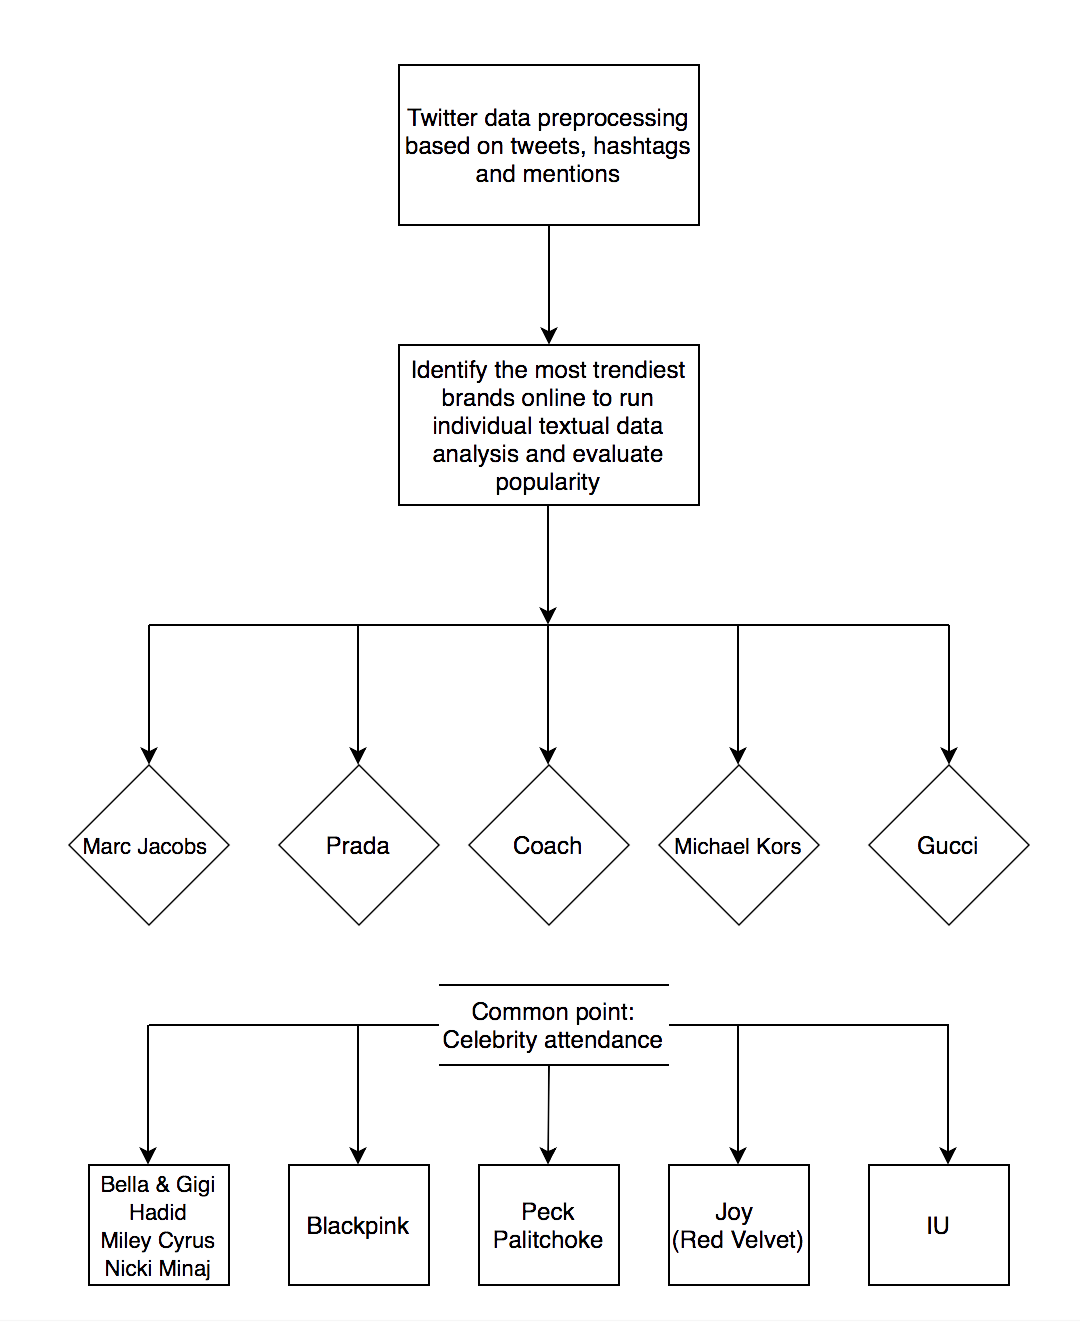 Twitter data preprocessing
based on tweets, hashtags
and mentions
Identify the most trendiest
brands online to run
individual textual data
analysis and evaluate
popularity
Marc Jacobs
Prada
Coach
Michael Kors
Gucci
Common point:
Celebrity attendance
Bella & Gigi
Hadid
Miley Cyrus
Nicki Minaj
Blackpink
Peck
Palitchoke
Joy
(Red Velvet)
IU